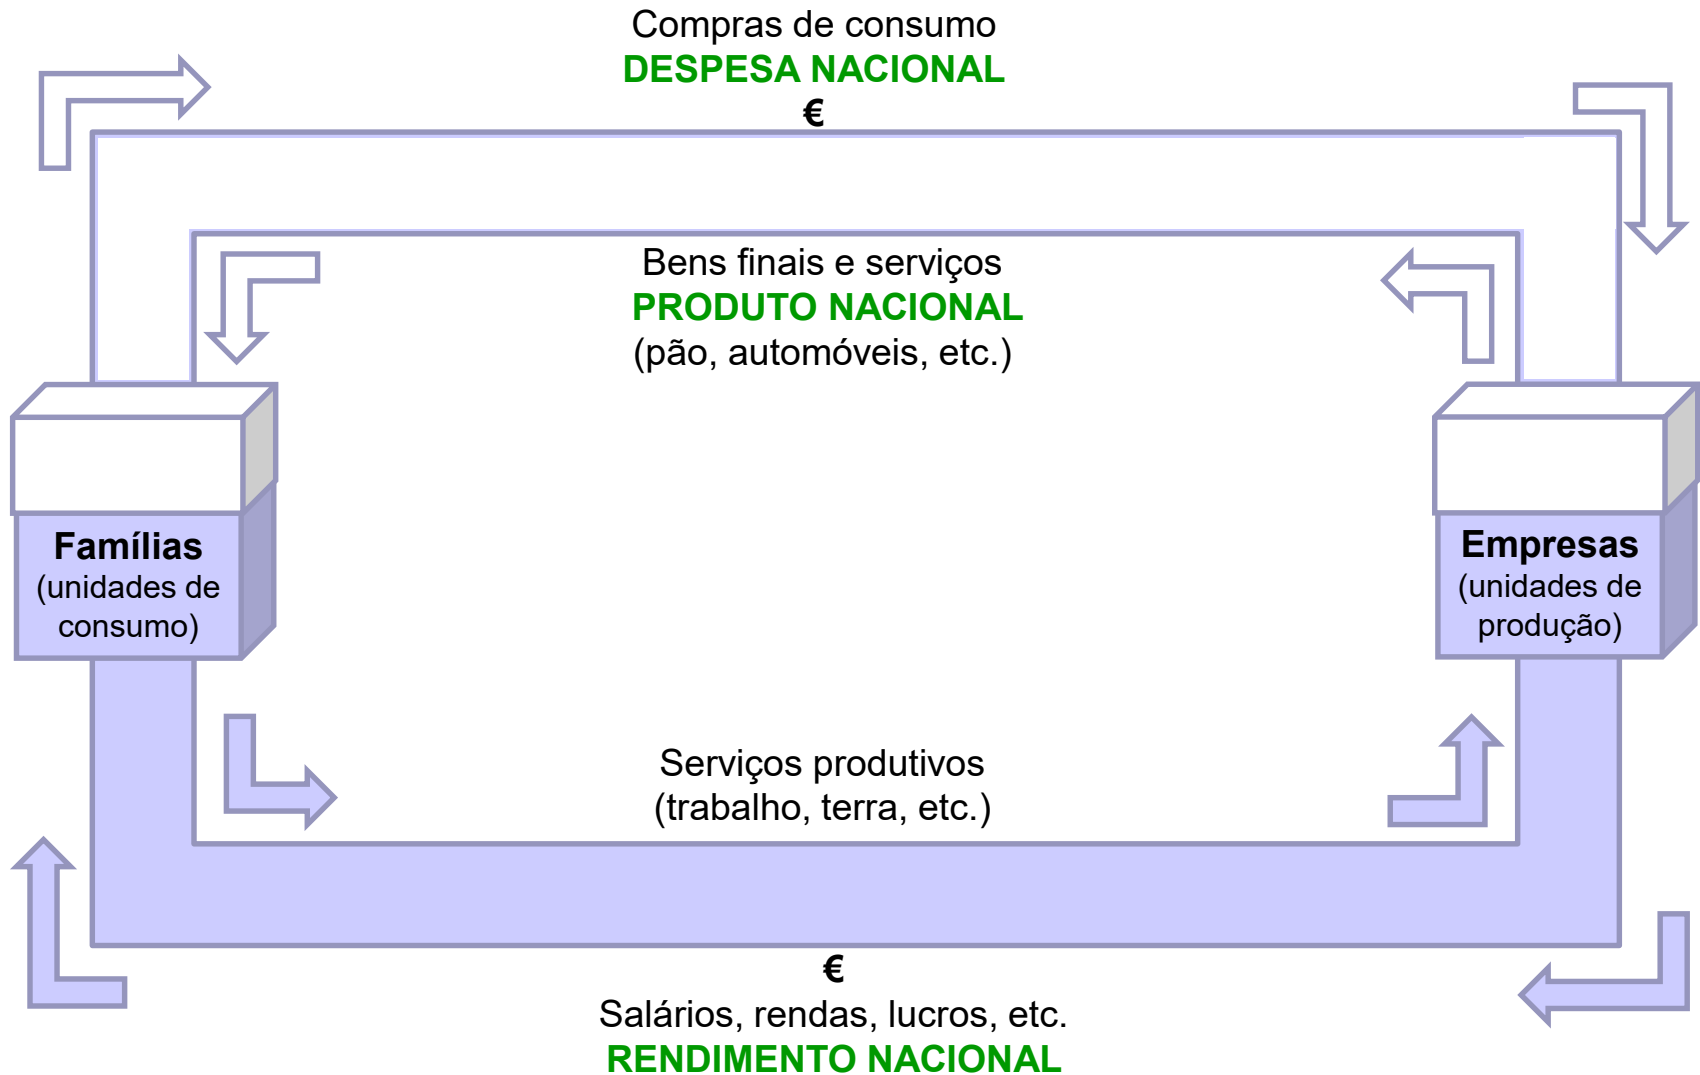 Compras de consumo
DESPESA NACIONAL
€
Bens finais e serviços
PRODUTO NACIONAL
(pão, automóveis, etc.)
Famílias
(unidades de
consumo)
Empresas
(unidades de
produção)
Serviços produtivos
(trabalho, terra, etc.)
€
Salários, rendas, lucros, etc.
RENDIMENTO NACIONAL